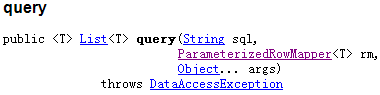 query
public <T> List<T> query(String sql,
ParameterizedRowMapper<T> rm,
Object... args)
throws DataAccessException